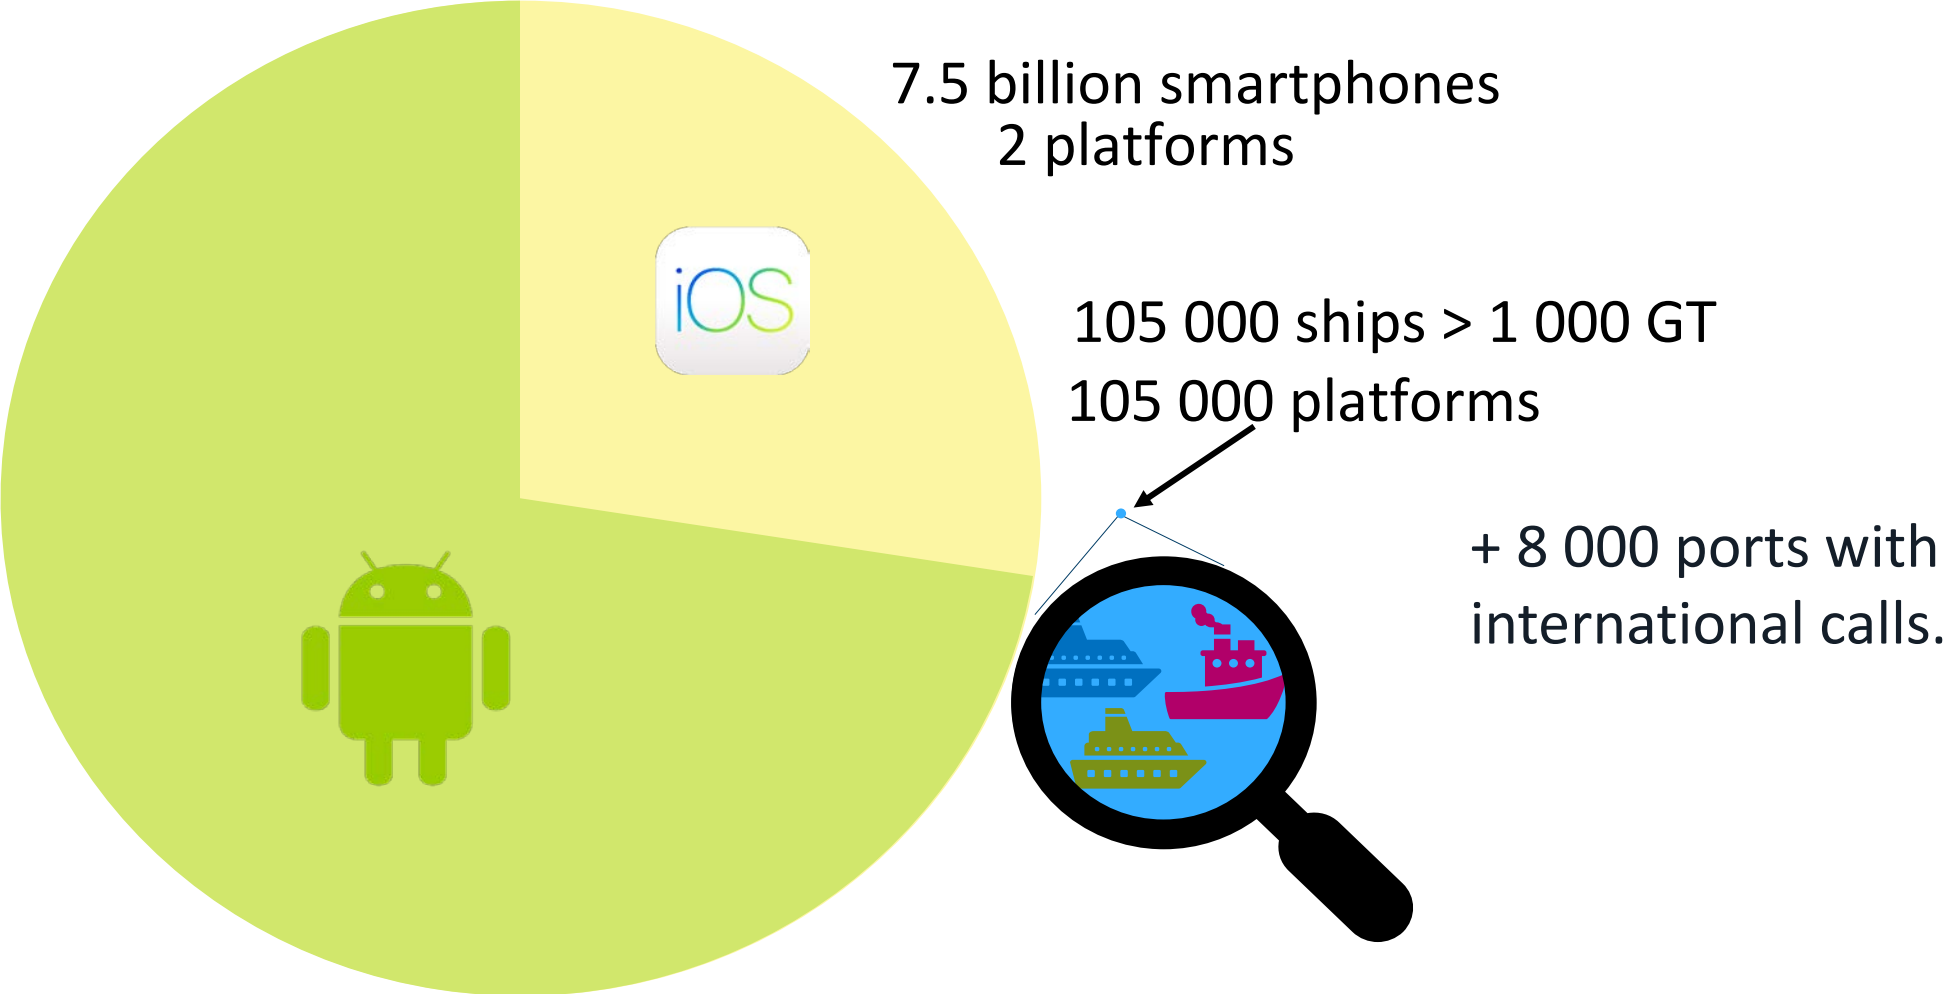 7.5 billion smartphones
2 platforms
iOS
105 000 ships > 1 000 GT
105 000 platforms
+ 8 000 ports with
international calls.